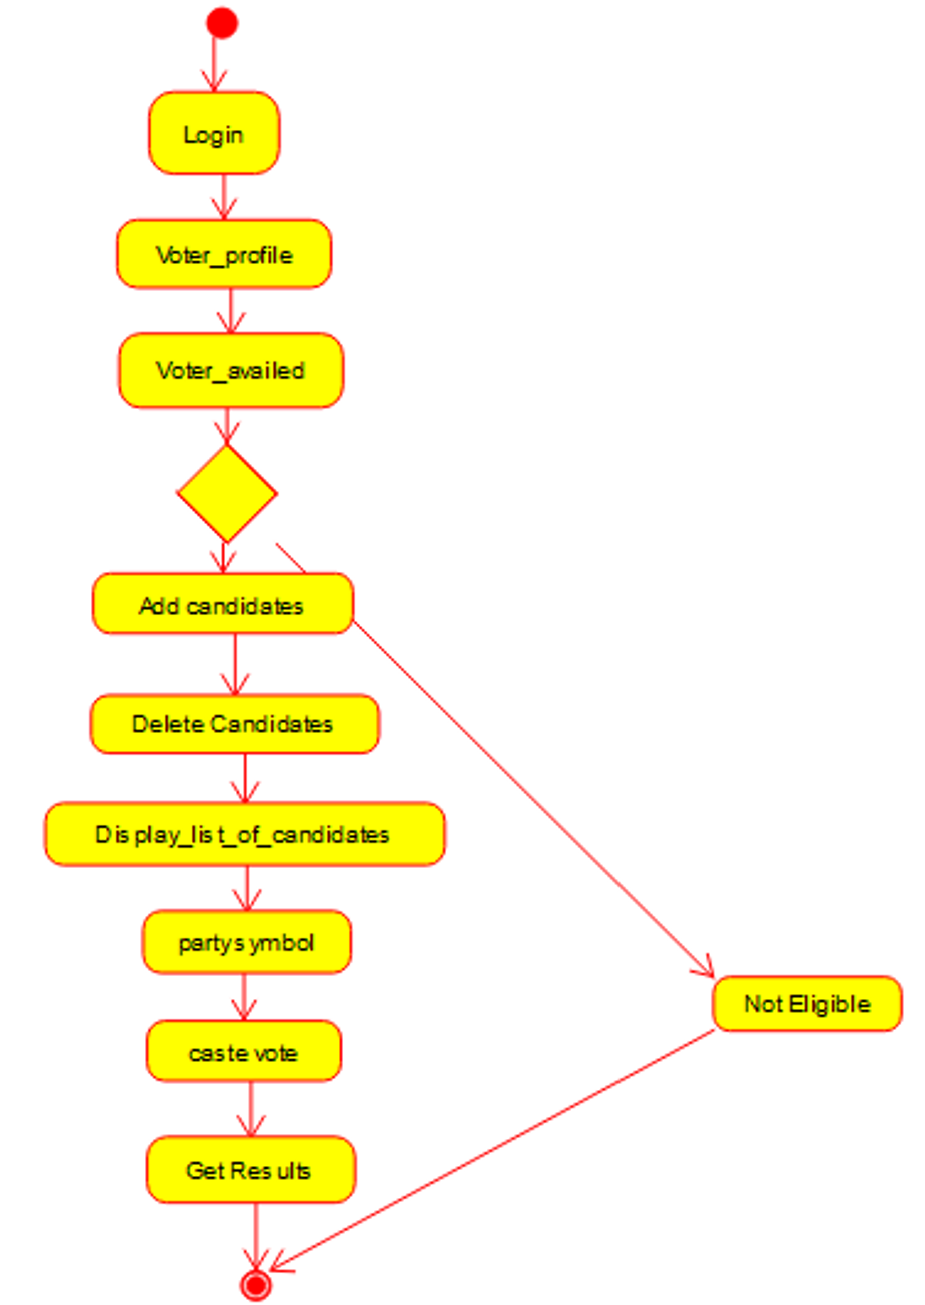 Login
Voter_profile
Voter_availed
Add candidates
Delete Candidates
Display_list_of_candidates
partysymbol
caste vote
Not Eligible
Get Results